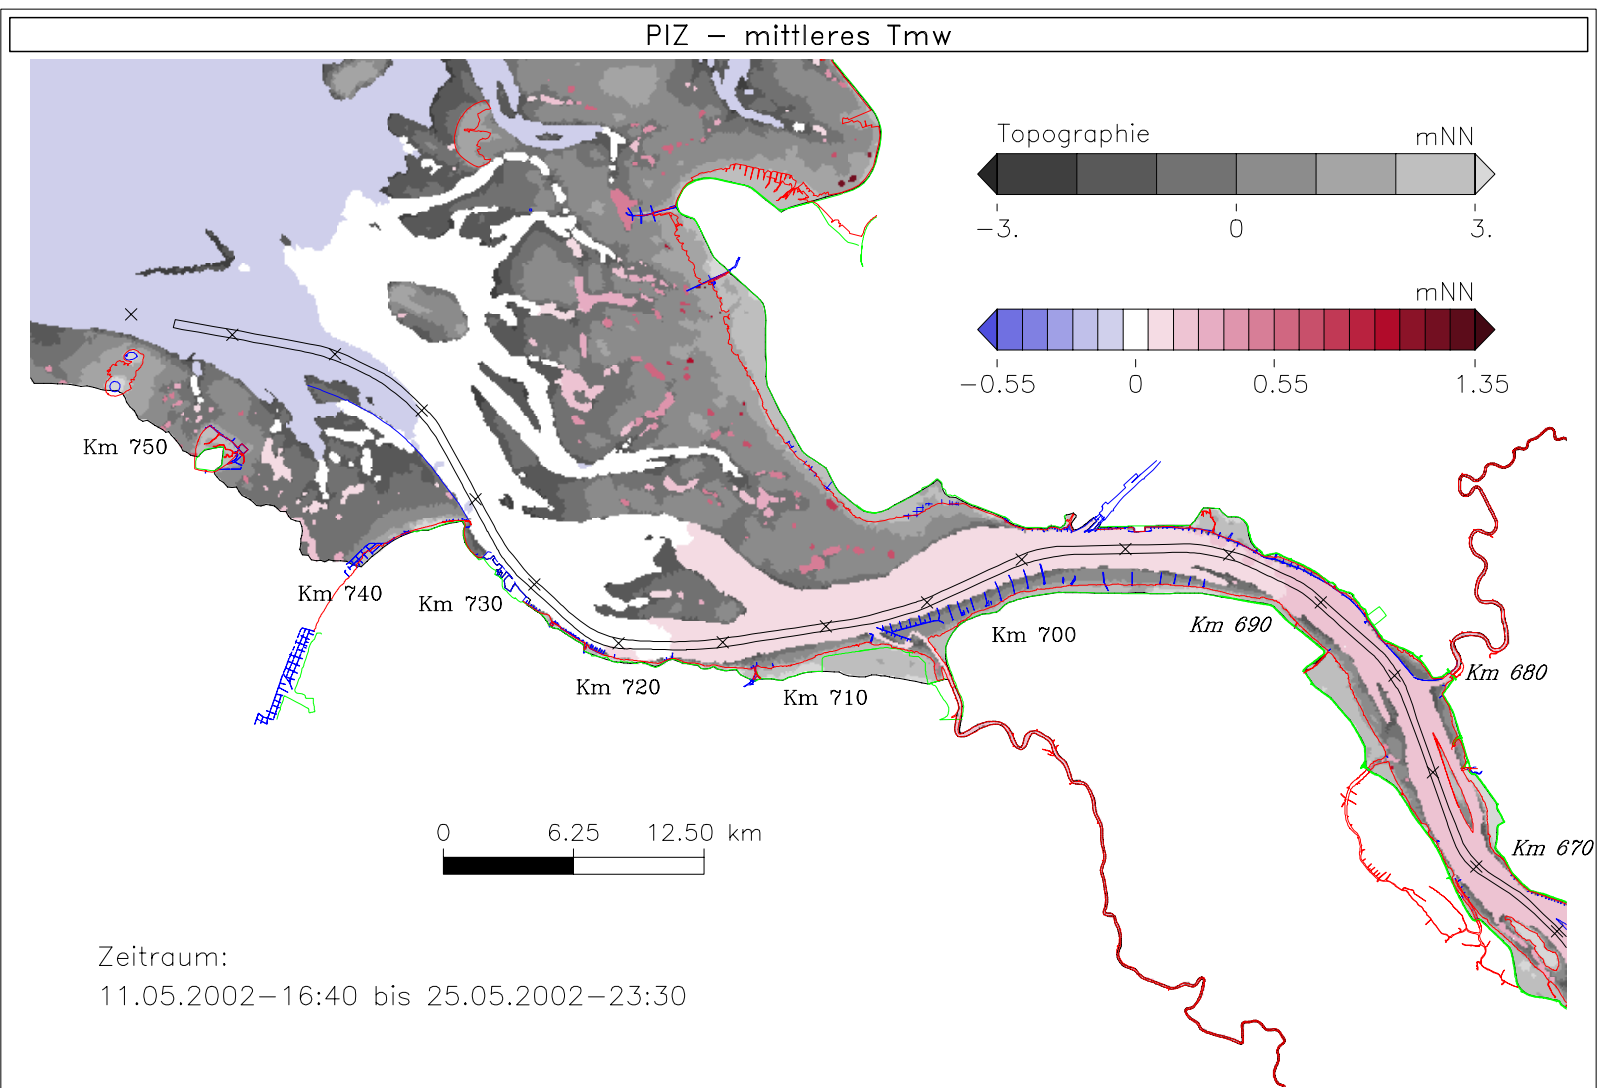 PIZ – mittleres Tmw
Topographie mNN
−3. 0 3.
mNN
−0.55 0 0.55 1.35
Km 750
Km 740
Km 730
Km 720
Km 710
Km 700
Km 690
Km 680
Km 670
0 6.25 12.50 km
Zeitraum:
11.05.2002−16:40 bis 25.05.2002−23:30